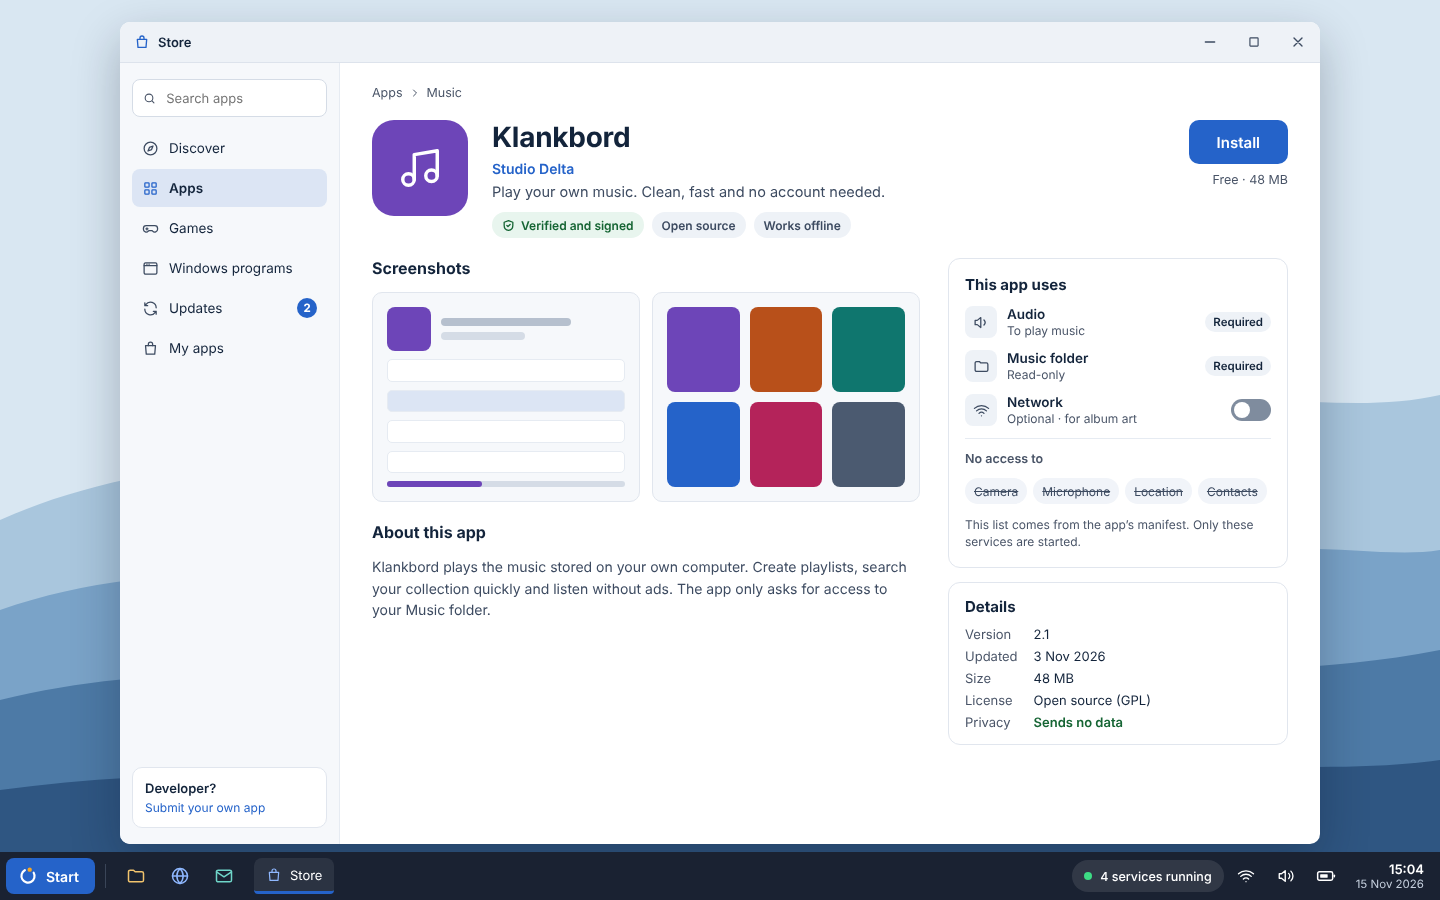 Store
Search apps
Discover
Apps
Games
Windows programs
Updates 2
My apps
Developer?
Submit your own app
Apps > Music
Klankbord
Studio Delta
Play your own music. Clean, fast and no account needed.
Verified and signed Open source Works offline
Install
Free · 48 MB
Screenshots
About this app
Klankbord plays the music stored on your own computer. Create playlists, search
your collection quickly and listen without ads. The app only asks for access to
your Music folder.
This app uses
Audio
To play music
Required
Music folder
Read-only
Required
Network
Optional · for album art
No access to
Camera Microphone Location Contacts
This list comes from the app’s manifest. Only these
services are started.
Details
Version 2.1
Updated 3 Nov 2026
Size 48 MB
License Open source (GPL)
Privacy Sends no data
Start
Store
4 services running
15:04
15 Nov 2026